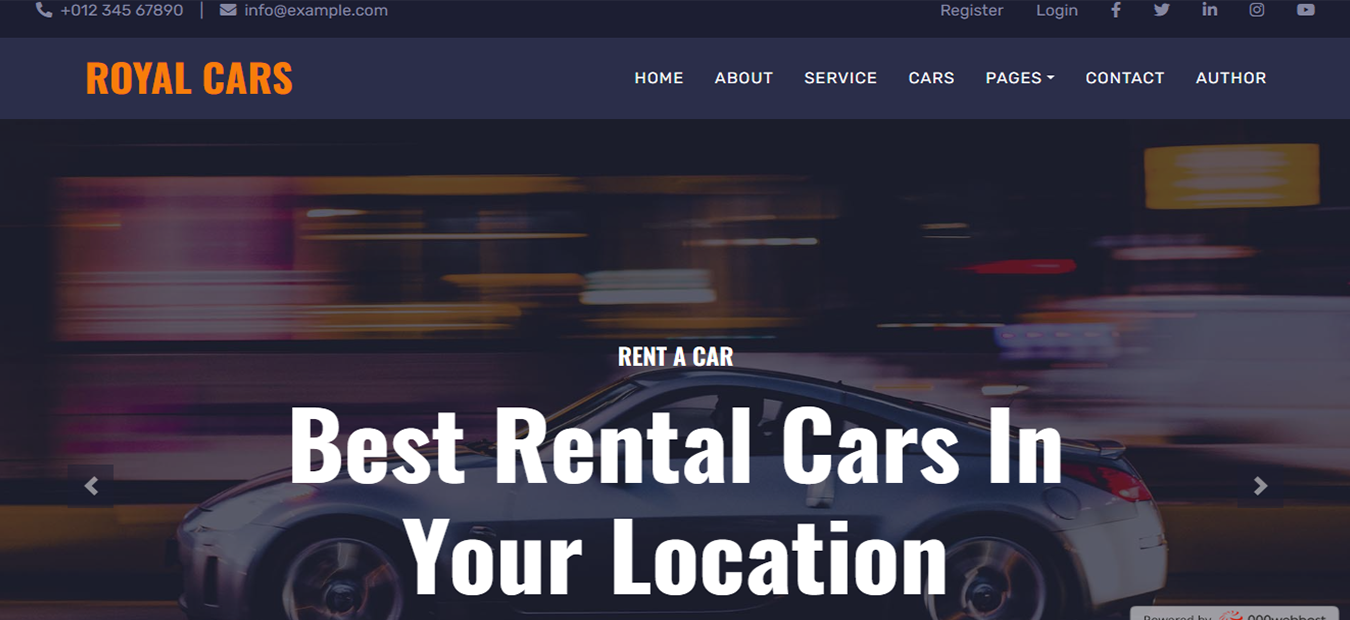 +012 345 67890 | info@example.com Register Login
ROYAL CARS HOME ABOUT SERVICE CARS PAGES CONTACT AUTHOR
RENT A CAR
Best Rental Cars In
Your Location
Powered by 000webhost